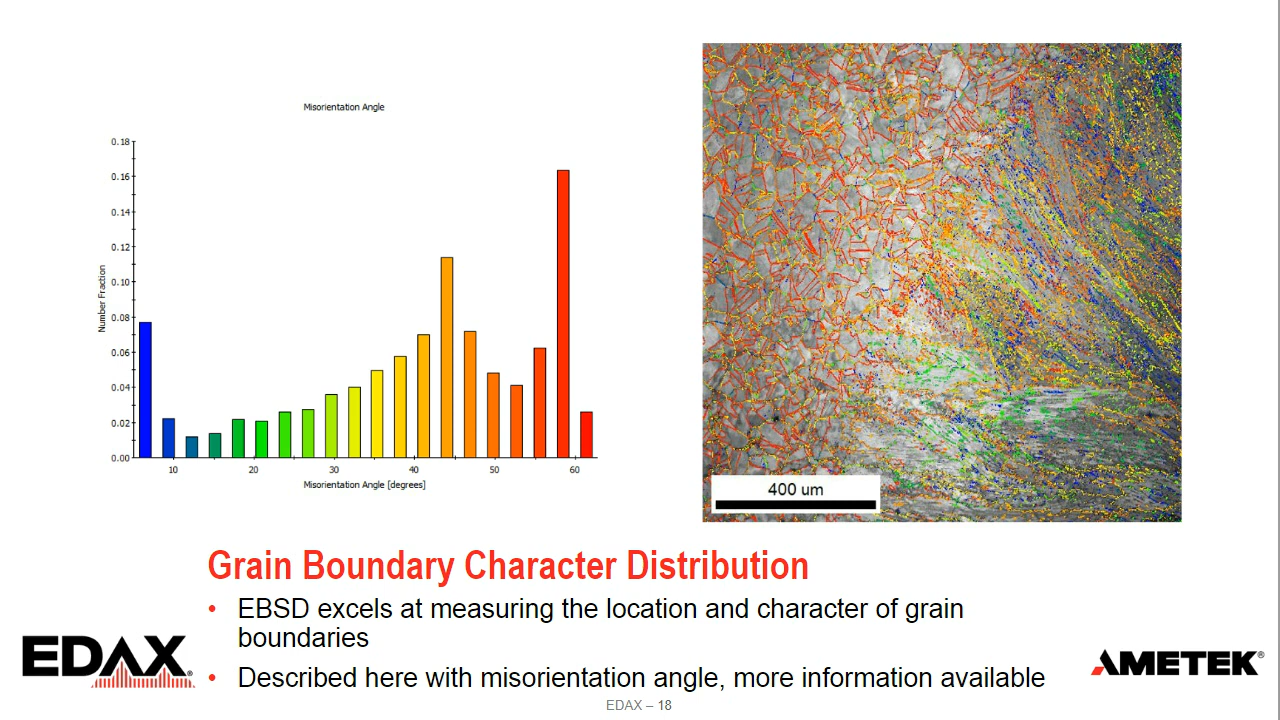 Misorientation Angle
0.18
0.16
0.14
0.12
0.10
0.08
0.06
0.04
0.02
0.00
Number Fraction
10 20 30 40 50 60
Misorientation Angle [degrees]
400 um
Grain Boundary Character Distribution
• EBSD excels at measuring the location and character of grain
boundaries
• Described here with misorientation angle, more information available
EDAX®
AMETEK®
EDAX – 18